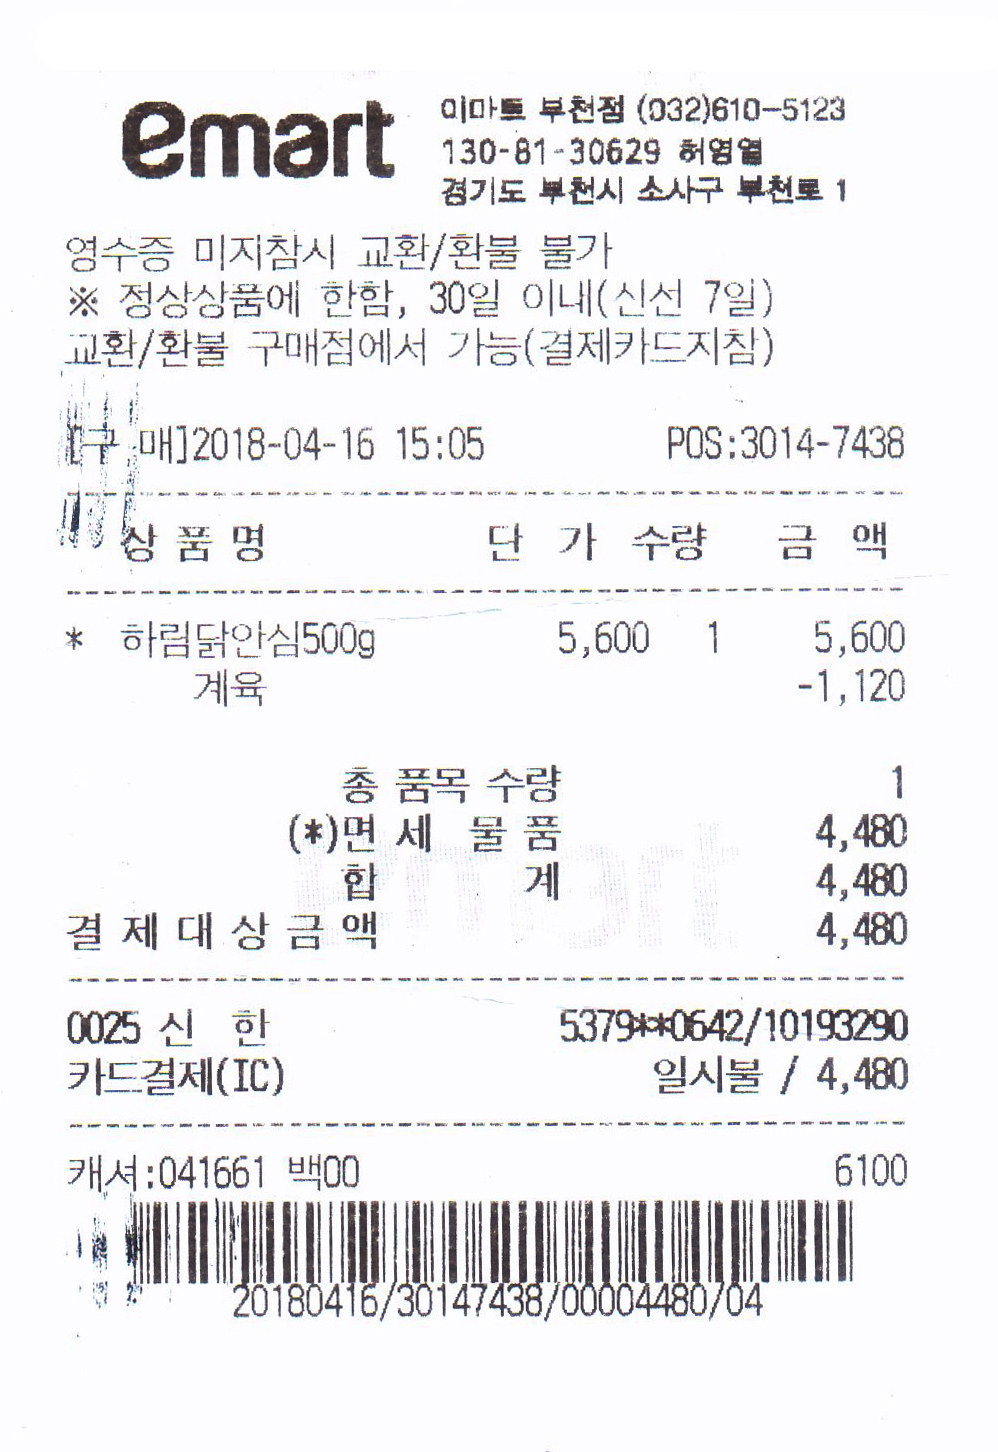 emart
이마트 부천점 (032)610-5123
130-81-30629 허영열
경기도 부천시 소사구 부천로 1
영수증 미지참시 교환/환불 불가
※ 정상상품에 한함, 30일 이내(신선 7일)
교환/환불 구매점에서 가능(결제카드지참)
[구 매]2018-04-16 15:05 POS:3014-7438
상 품 명 단 가 수량 금 액
* 하림닭안심500g 5,600 1 5,600
계육 -1,120
총 품목 수량 1
(*)면 세 물 품 4,480
합 계 4,480
결 제 대 상 금 액 4,480
0025 신 한 5379**0642/10193290
카드결제(IC) 일시불 / 4,480
캐셔:041661 백00 6100
20180416/30147438/00004480/04